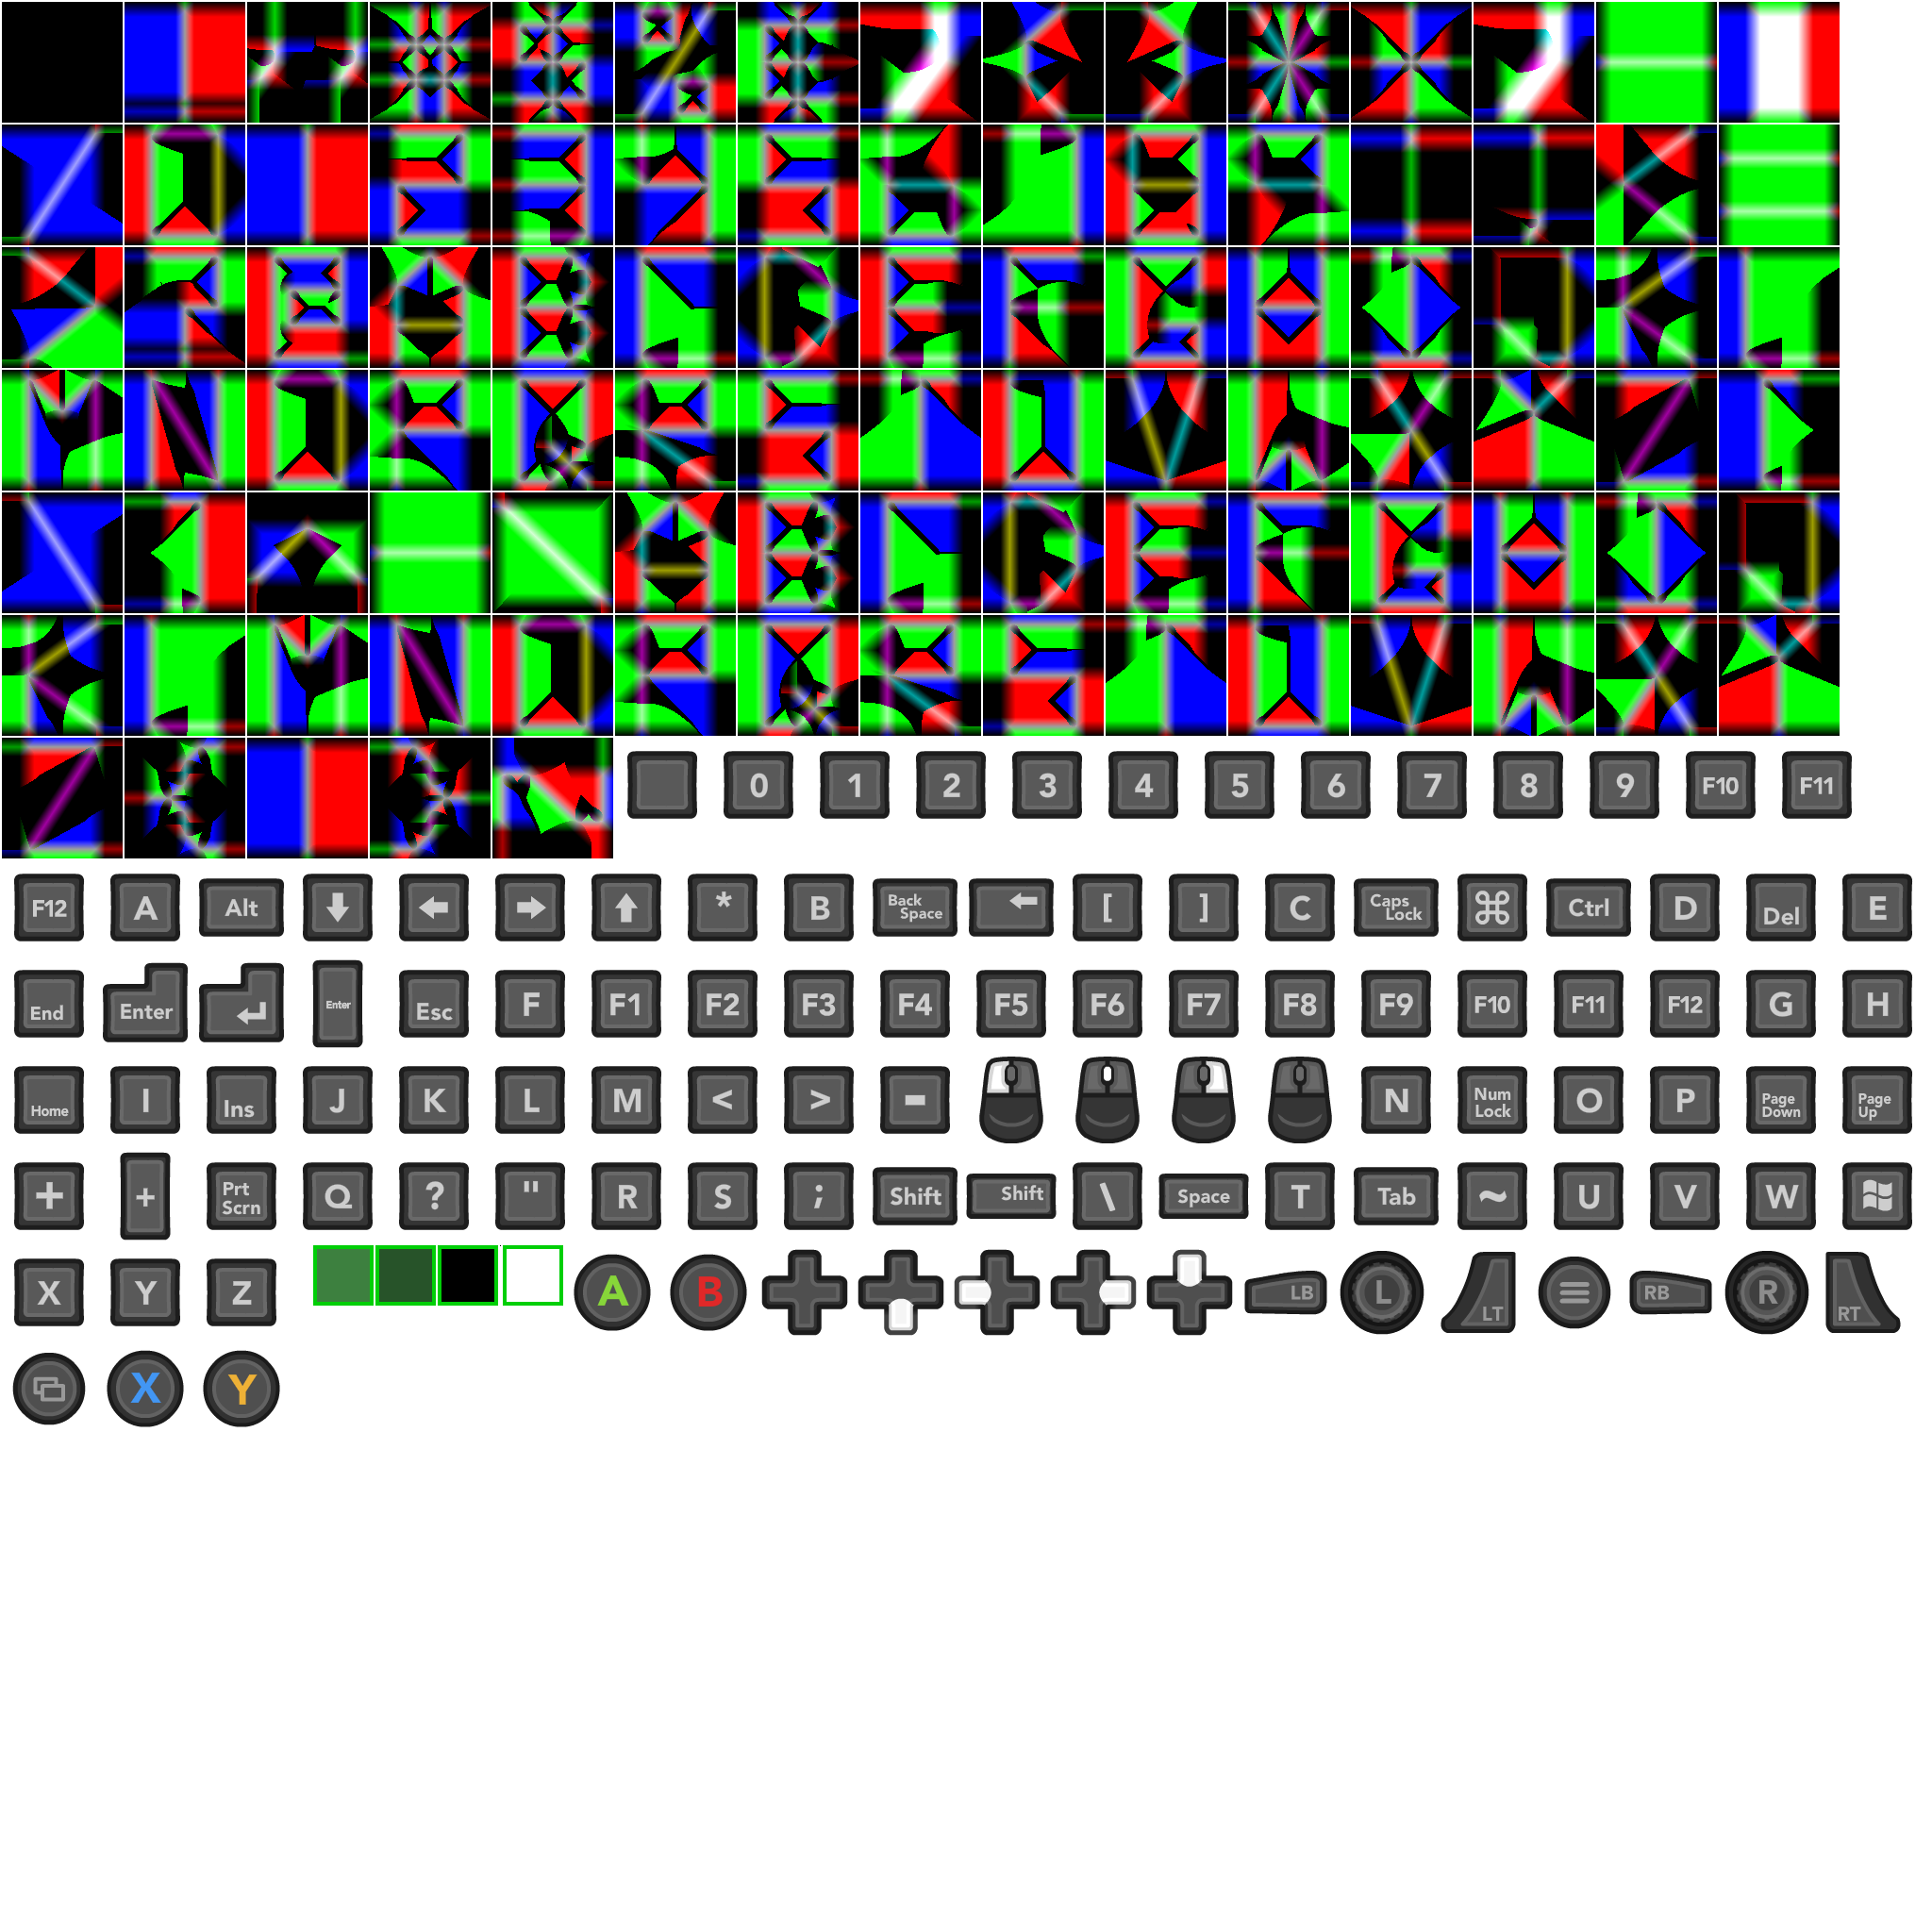 0 1 2 3 4 5 6 7 8 9 F10 F11
F12 A Alt * B Back Space [ ] C Caps Lock ⌘ Ctrl D Del E
End Enter Enter Esc F F1 F2 F3 F4 F5 F6 F7 F8 F9 F10 F11 F12 G H
Home I Ins J K L M < > - N Num Lock O P Page Down Page Up
+ + Prt Scrn Q ? " R S ; Shift Shift \ Space T Tab ~ U V W
X Y Z A B LB L LT RB R RT
X Y